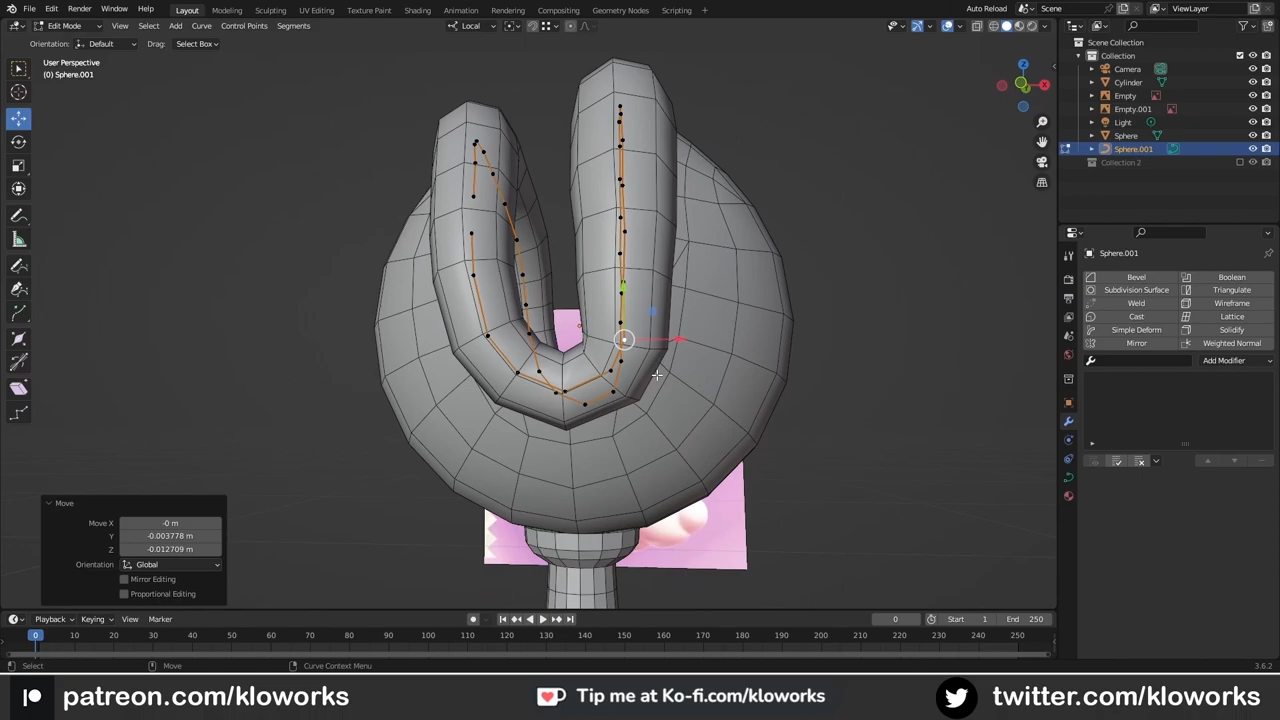 File Edit Render Window Help
Layout Modeling Sculpting UV Editing Texture Paint Shading Animation Rendering Compositing Geometry Nodes Scripting +
Auto Reload Scene ViewLayer
Edit Mode View Select Add Curve Control Points Segments Local
Orientation: Default Drag: Select Box
User Perspective
(0) Sphere.001
Scene Collection
Collection
Camera
Cylinder
Empty
Empty.001
Light
Sphere
Sphere.001
Collection 2
Sphere.001
Bevel Boolean
Subdivision Surface Triangulate
Weld Wireframe
Cast Lattice
Simple Deform Solidify
Mirror Weighted Normal
Add Modifier
Move
Move X -0 m
Y -0.003778 m
Z -0.012709 m
Orientation Global
Mirror Editing
Proportional Editing
Playback Keying View Marker 0 Start 1 End 250
0 10 20 30 40 50 60 70 80 90 100 110 120 130 140 150 160 170 180 190 200 210 220 230 240 250
Select Move Curve Context Menu 3.6.2
patreon.com/kloworks Tip me at Ko-fi.com/kloworks twitter.com/kloworks